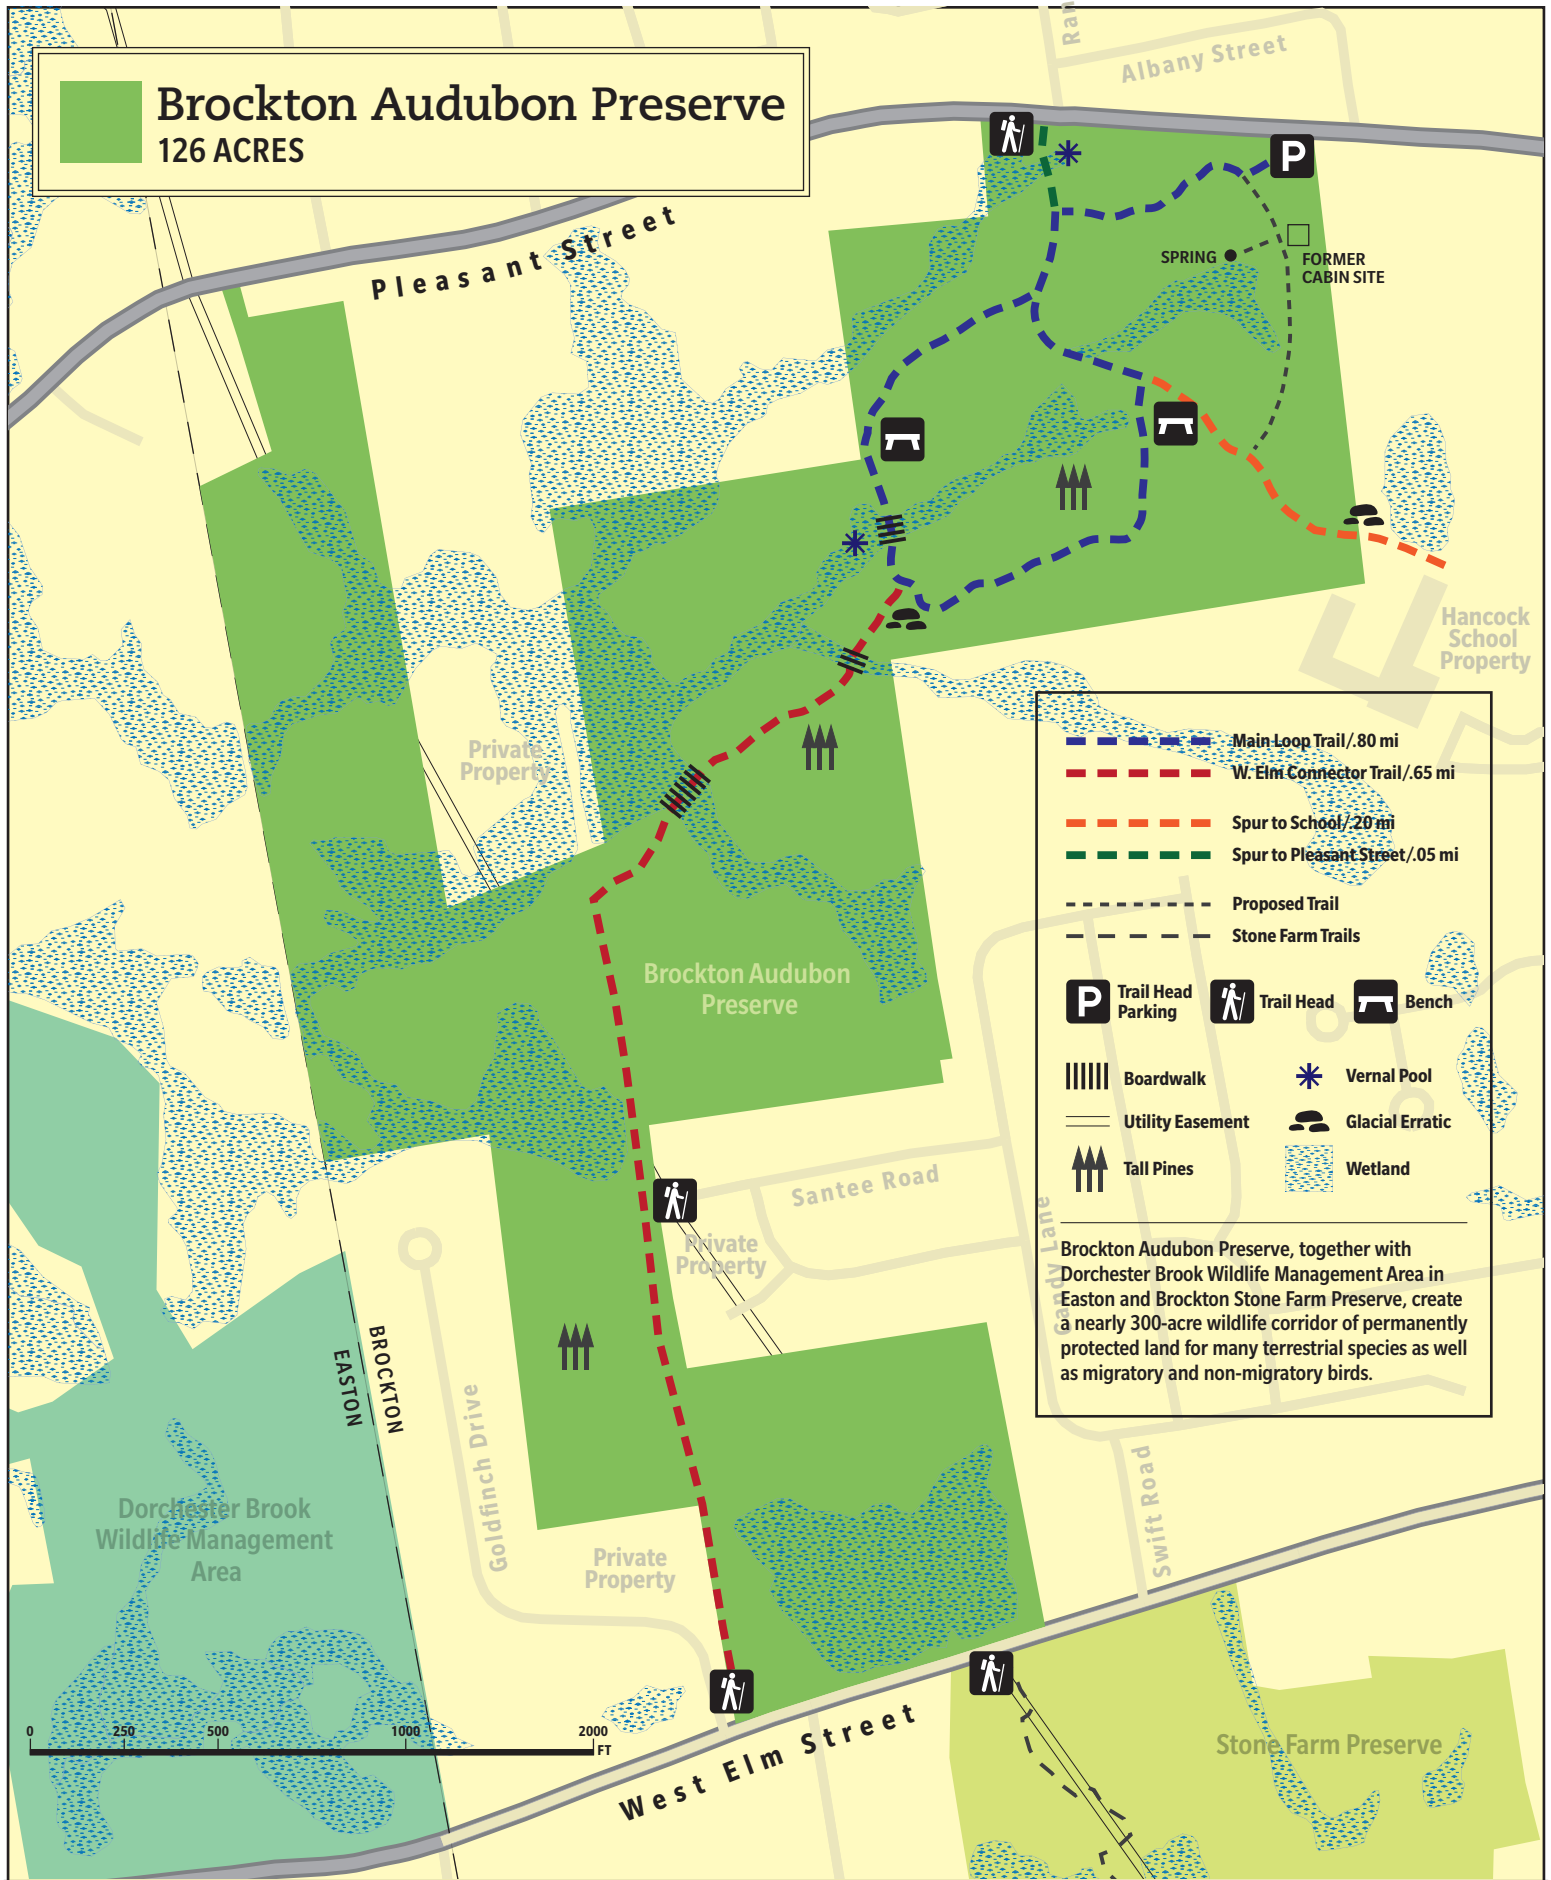 Brockton Audubon Preserve
126 ACRES
Ran
Albany Street
Pleasant Street
P
SPRING
FORMER
CABIN SITE
Hancock
School
Property
Private
Property
Brockton Audubon
Preserve
Main Loop Trail/.80 mi
W. Elm Connector Trail/.65 mi
Spur to School/.20 mi
Spur to Pleasant Street/.05 mi
Proposed Trail
Stone Farm Trails
P
Trail Head
Parking
Trail Head
Bench
Boardwalk
Vernal Pool
Utility Easement
Glacial Erratic
Tall Pines
Wetland
Brockton Audubon Preserve, together with
Dorchester Brook Wildlife Management Area in
Easton and Brockton Stone Farm Preserve, create
a nearly 300-acre wildlife corridor of permanently
protected land for many terrestrial species as well
as migratory and non-migratory birds.
Santee Road
Candy Lane
Private
Property
EASTON
BROCKTON
Goldfinch Drive
Swift Road
Dorchester Brook
Wildlife Management
Area
Private
Property
0 250 500 1000 2000
FT
West Elm Street
Stone Farm Preserve